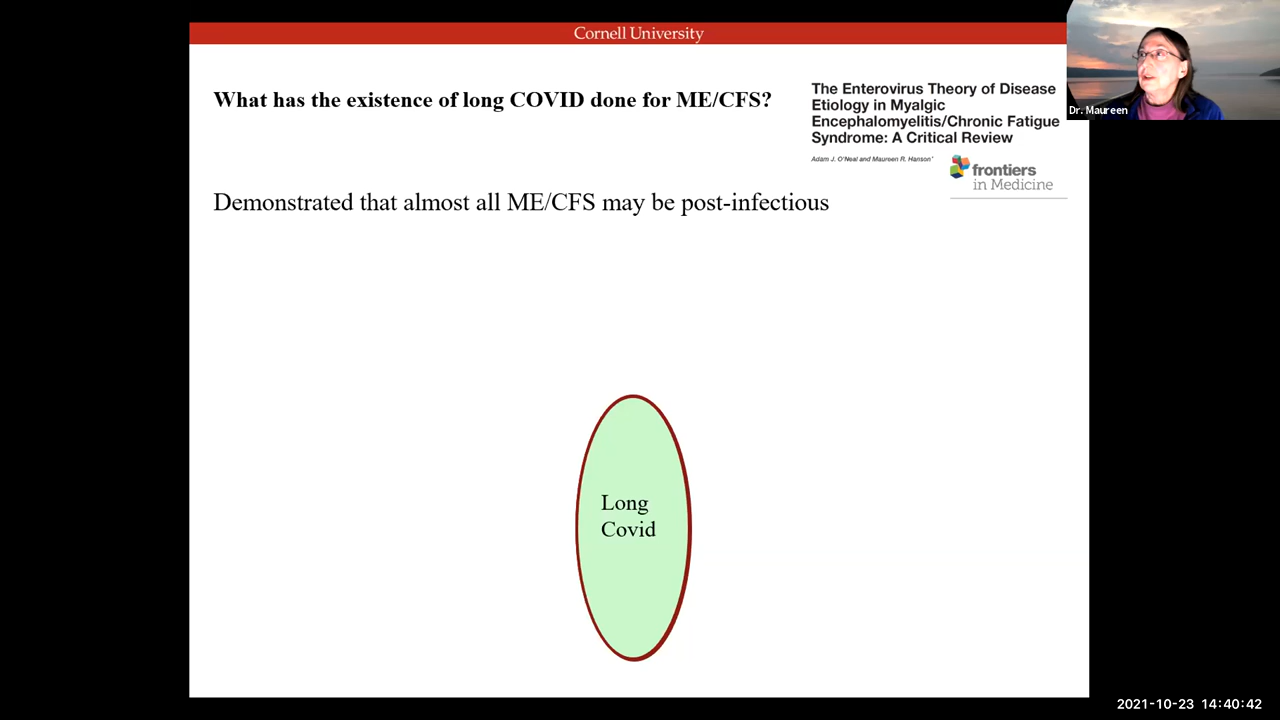 Cornell University
What has the existence of long COVID done for ME/CFS?
The Enterovirus Theory of Disease
Etiology in Myalgic
Encephalomyelitis/Chronic Fatigue
Syndrome: A Critical Review
Adam J. O'Neal and Maureen R. Hanson*
frontiers
in Medicine
Demonstrated that almost all ME/CFS may be post-infectious
Long
Covid
Dr. Maureen
2021-10-23 14:40:42